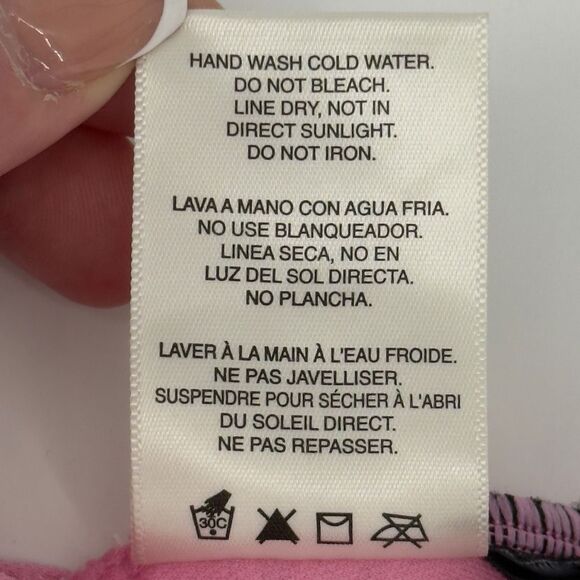 HAND WASH COLD WATER.
DO NOT BLEACH.
LINE DRY, NOT IN
DIRECT SUNLIGHT.
DO NOT IRON.
LAVA A MANO CON AGUA FRIA.
NO USE BLANQUEADOR.
LINEA SECA, NO EN
LUZ DEL SOL DIRECTA.
NO PLANCHA.
LAVER À LA MAIN À L'EAU FROIDE.
NE PAS JAVELLISER.
SUSPENDRE POUR SÉCHER À L'ABRI
DU SOLEIL DIRECT.
NE PAS REPASSER.
30C